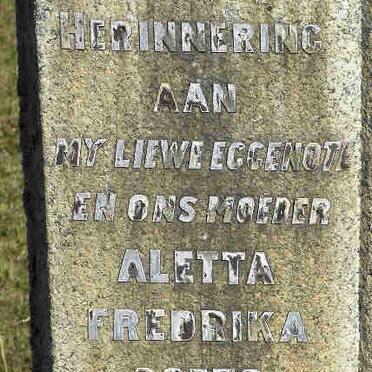 HERINNERING
AAN
MY LIEWE EGGENOTE
EN ONS MOEDER
ALETTA
FREDRIKA